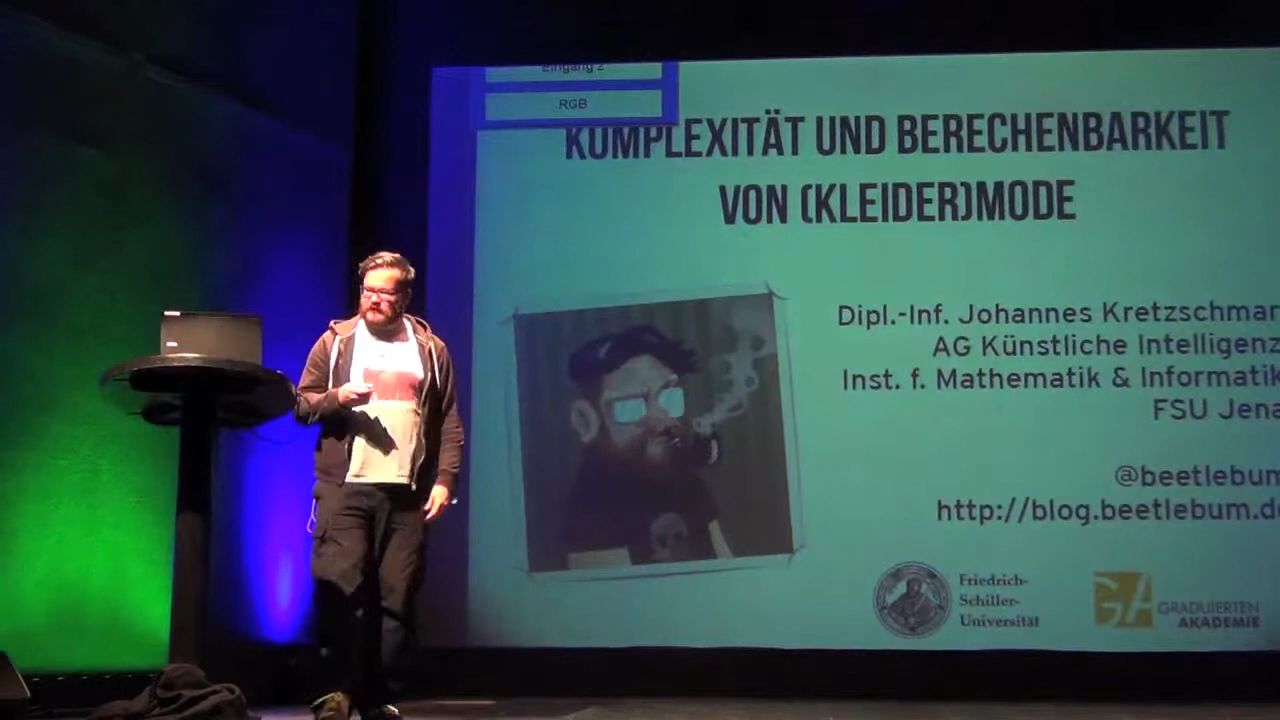 Eingang 2
RGB
KOMPLEXITÄT UND BERECHENBARKEIT
VON (KLEIDER)MODE
Dipl.-Inf. Johannes Kretzschmar
AG Künstliche Intelligenz
Inst. f. Mathematik & Informatik
FSU Jena
@beetlebum
http://blog.beetlebum.de
Friedrich-
Schiller-
Universität
GA GRADUIERTEN
AKADEMIE